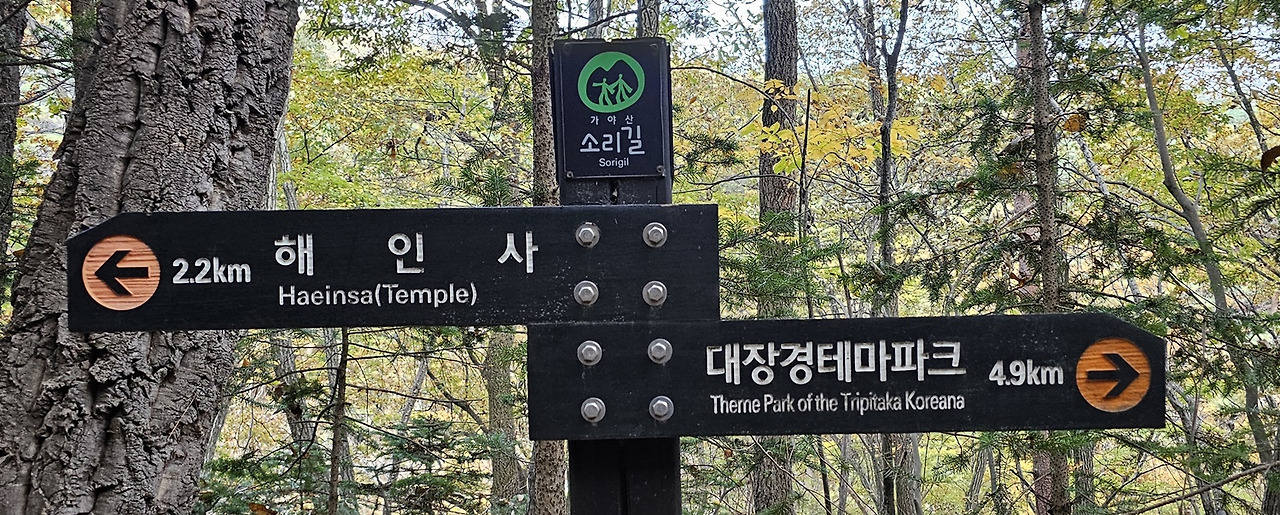 가야산
소리길
Sorigil
2.2km 해인사
Haeinsa(Temple)
대장경테마파크 4.9km
Theme Park of the Tripitaka Koreana